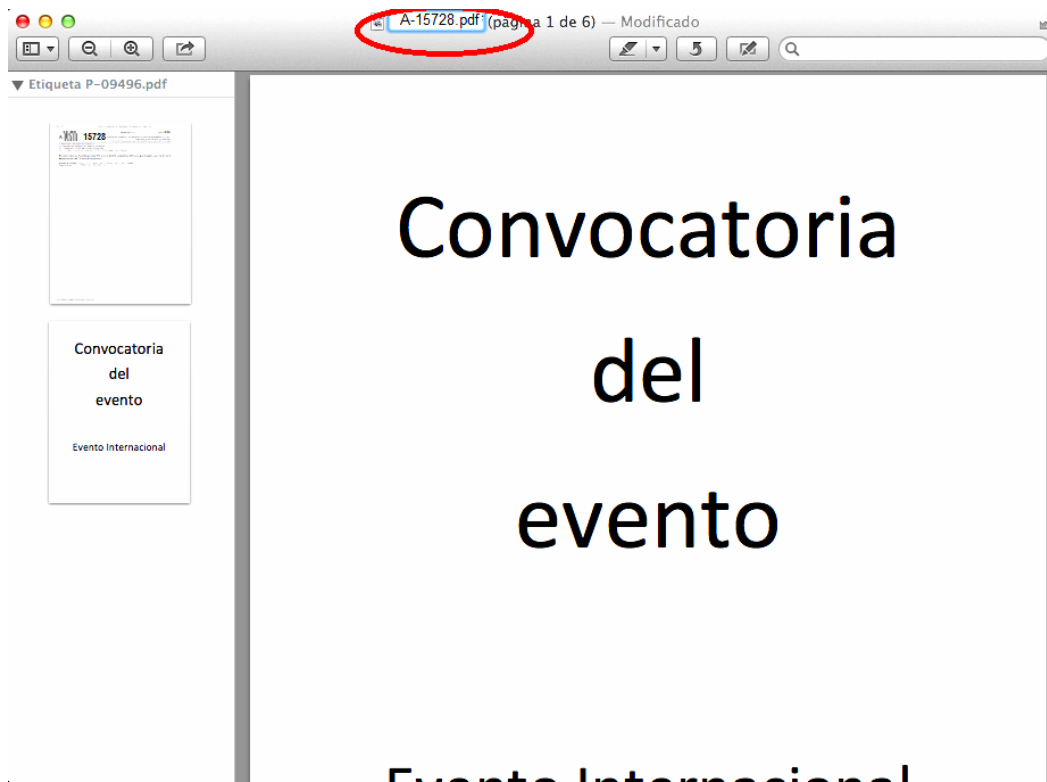 A-15728.pdf (página 1 de 6) — Modificado
Etiqueta P-09496.pdf
15728
Convocatoria
del
evento
Evento Internacional
Convocatoria
del
evento
Evento Internacional